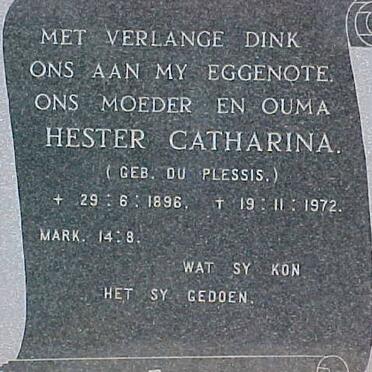 MET VERLANGE DINK
ONS AAN MY EGGENOTE,
ONS MOEDER EN OUMA
HESTER CATHARINA.
( GEB. DU PLESSIS.)
+ 29:6:1896. † 19:11:1972.
MARK. 14:8.
WAT SY KON
HET SY GEDOEN.